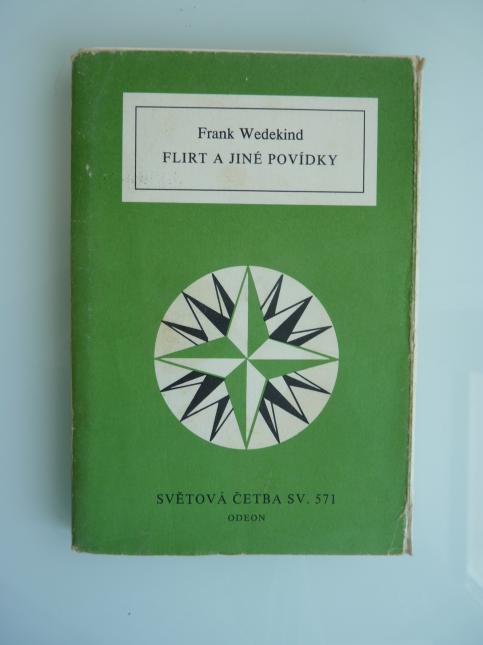 Frank Wedekind
FLIRT A JINÉ POVÍDKY
SVĚTOVÁ ČETBA SV. 571
ODEON